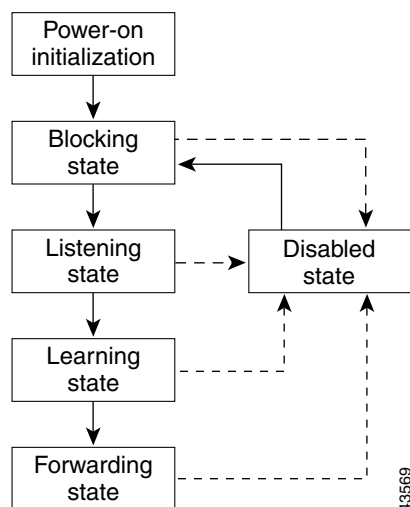 Power-on
initialization
Blocking
state
Listening
state
Disabled
state
Learning
state
Forwarding
state
43569